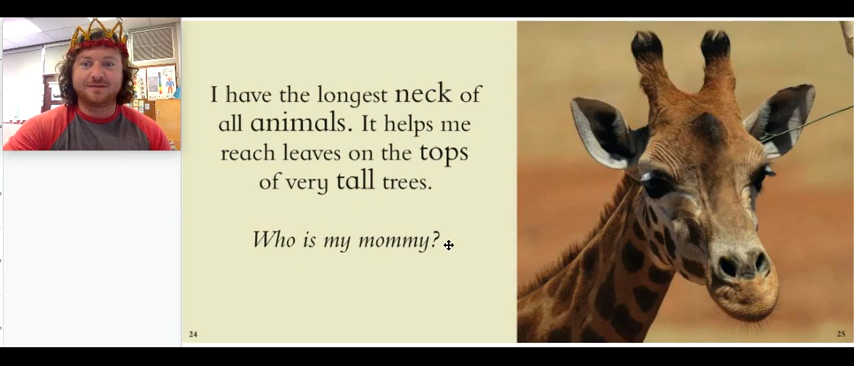 I have the longest neck of
all animals. It helps me
reach leaves on the tops
of very tall trees.
Who is my mommy?
24
25